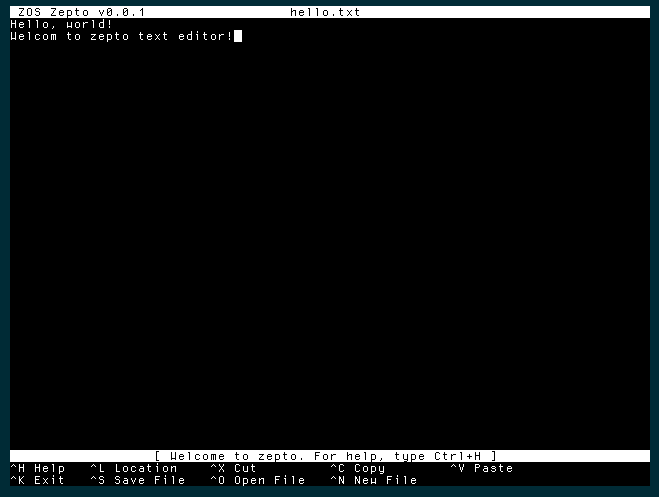 ZOS Zepto v0.0.1 hello.txt
Hello, world!
Welcom to zepto text editor!
[ Welcome to zepto. For help, type Ctrl+H ]
^H Help ^L Location ^X Cut ^C Copy ^V Paste
^K Exit ^S Save File ^O Open File ^N New File